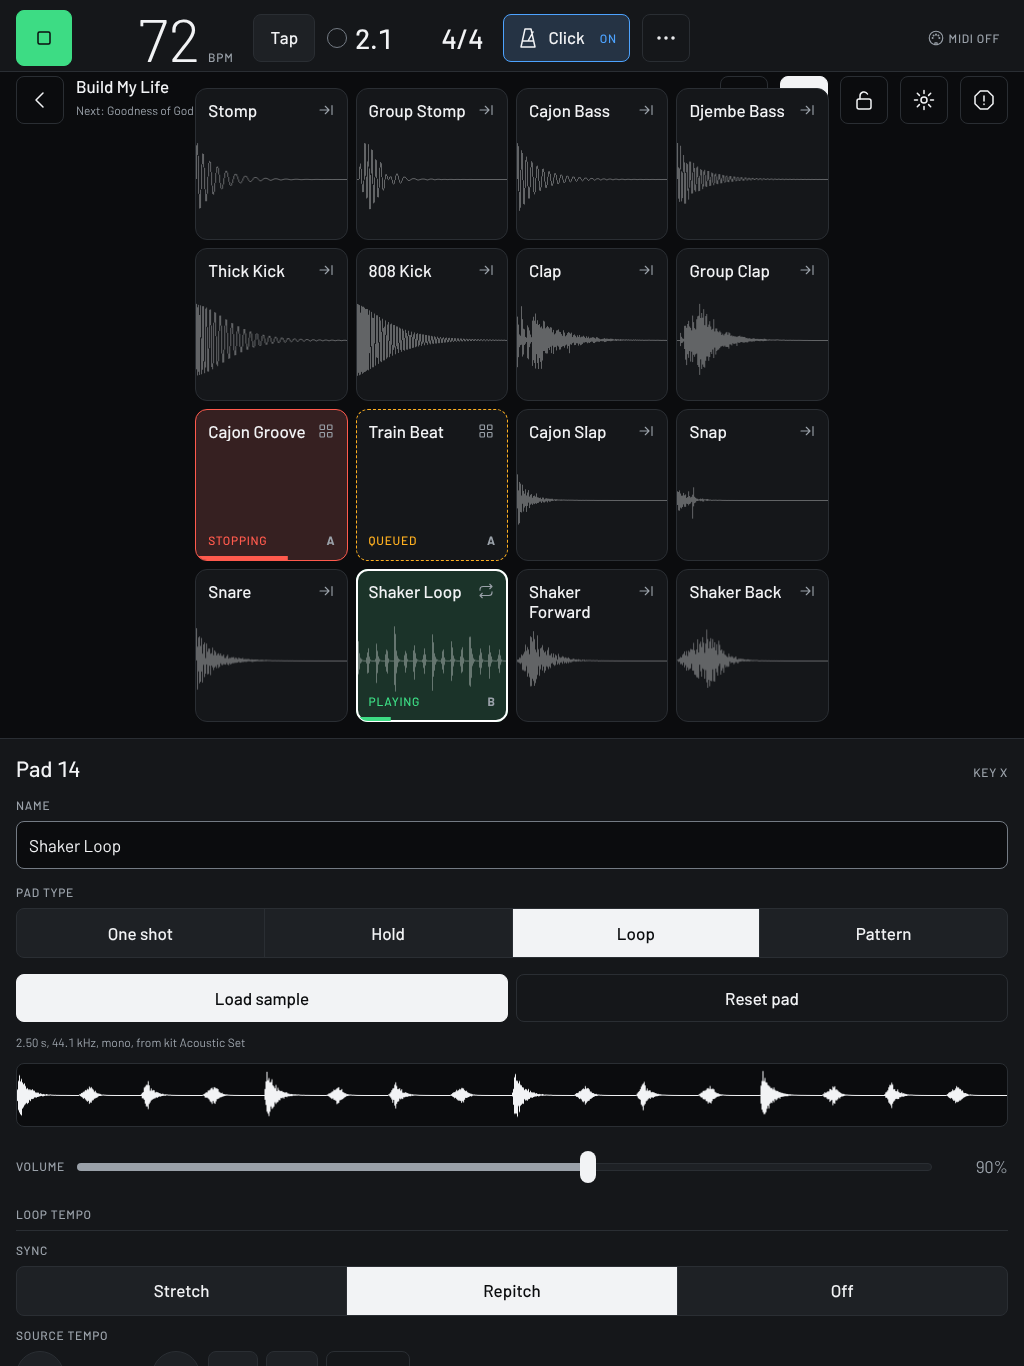 72 BPM
Tap
2.1
4/4
Click ON
MIDI OFF
Build My Life
Next: Goodness of God
Stomp
Group Stomp
Cajon Bass
Djembe Bass
Thick Kick
808 Kick
Clap
Group Clap
Cajon Groove
STOPPING A
Train Beat
QUEUED A
Cajon Slap
Snap
Snare
Shaker Loop
PLAYING B
Shaker
Forward
Shaker Back
Pad 14
KEY X
NAME
Shaker Loop
PAD TYPE
One shot
Hold
Loop
Pattern
Load sample
Reset pad
2.50 s, 44.1 kHz, mono, from kit Acoustic Set
VOLUME
90%
LOOP TEMPO
SYNC
Stretch
Repitch
Off
SOURCE TEMPO